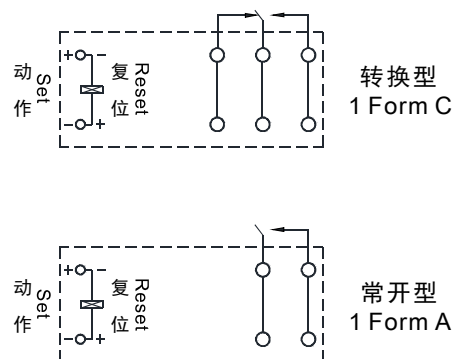 动作
Set
+ -
- +
复位
Reset
转换型
1 Form C
动作
Set
+ -
- +
复位
Reset
常开型
1 Form A